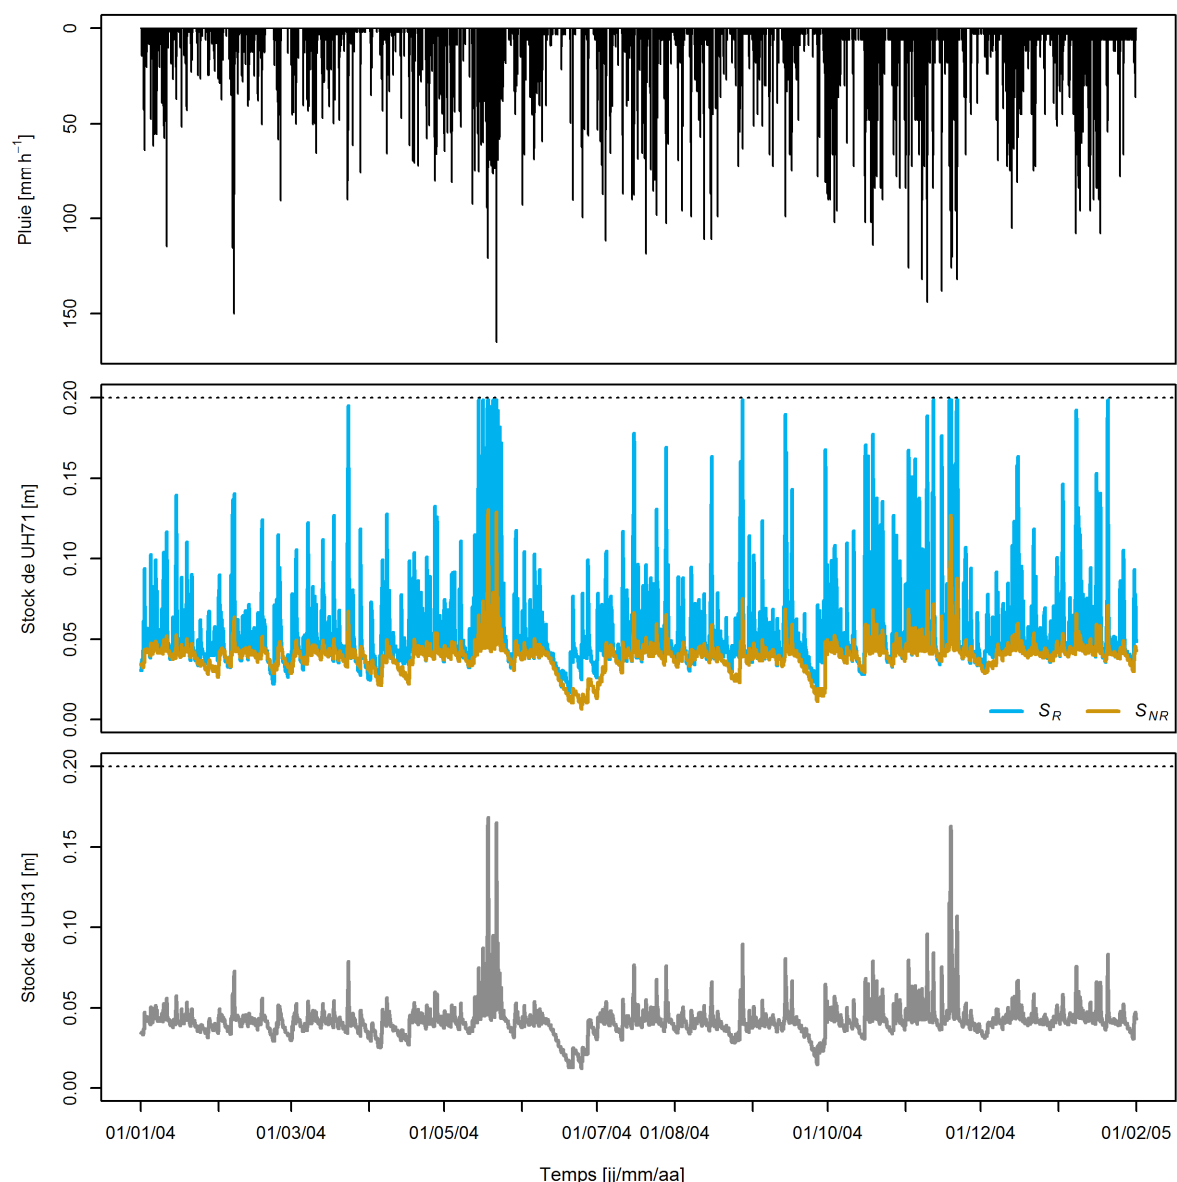 0
50
100
150
Pluie [mm h⁻¹]
0.20
0.15
0.10
0.05
0.00
Stock de UH71 [m]
S_R
S_NR
0.20
0.15
0.10
0.05
0.00
Stock de UH31 [m]
01/01/04 01/03/04 01/05/04 01/07/04 01/08/04 01/10/04 01/12/04 01/02/05
Temps [jj/mm/aa]